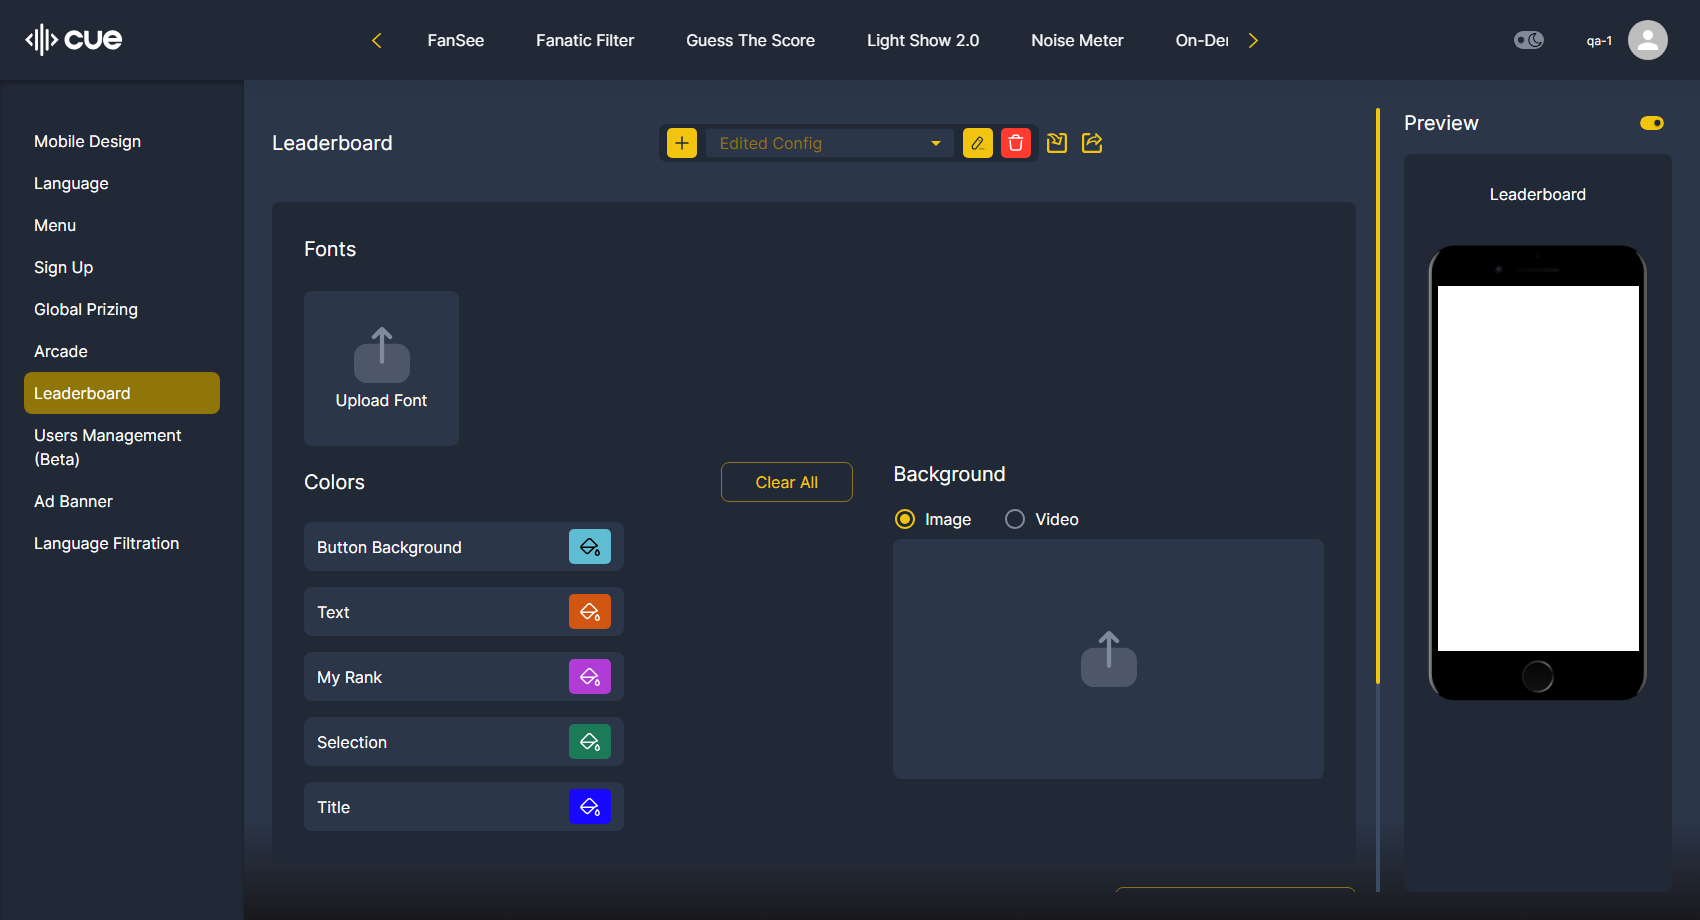 cue
FanSee
Fanatic Filter
Guess The Score
Light Show 2.0
Noise Meter
On-De
qa-1
Mobile Design
Language
Menu
Sign Up
Global Prizing
Arcade
Leaderboard
Users Management
(Beta)
Ad Banner
Language Filtration
Leaderboard
Edited Config
Fonts
Upload Font
Colors
Clear All
Button Background
Text
My Rank
Selection
Title
Background
Image
Video
Preview
Leaderboard